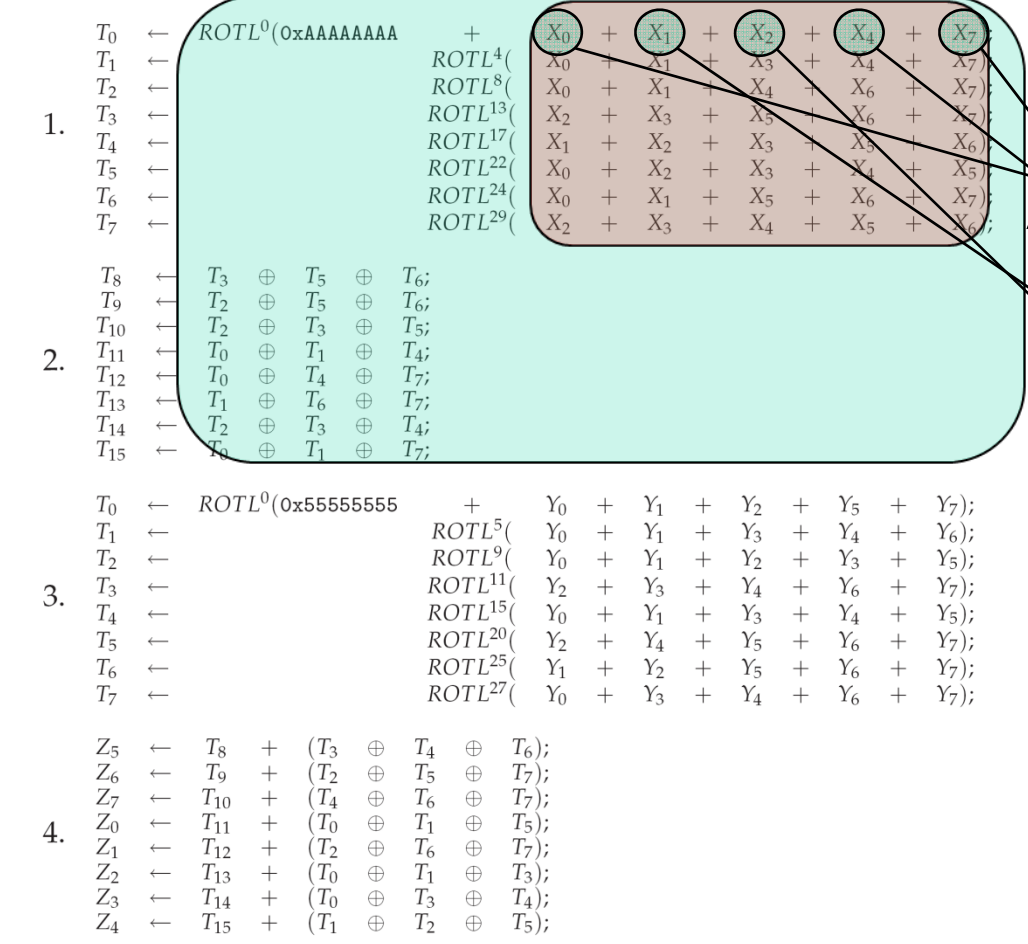 1.
T₀ ← ROTL⁰(0xAAAAAAAA + X₀ + X₁ + X₂ + X₄ + X₇);
T₁ ← ROTL⁴( X₀ + X₁ + X₃ + X₄ + X₇);
T₂ ← ROTL⁸( X₀ + X₁ + X₄ + X₆ + X₇);
T₃ ← ROTL¹³( X₂ + X₃ + X₅ + X₆ + X₇);
T₄ ← ROTL¹⁷( X₁ + X₂ + X₃ + X₅ + X₆);
T₅ ← ROTL²²( X₀ + X₂ + X₃ + X₄ + X₅);
T₆ ← ROTL²⁴( X₀ + X₁ + X₅ + X₆ + X₇);
T₇ ← ROTL²⁹( X₂ + X₃ + X₄ + X₅ + X₆);
2.
T₈ ← T₃ ⊕ T₅ ⊕ T₆;
T₉ ← T₂ ⊕ T₅ ⊕ T₆;
T₁₀ ← T₂ ⊕ T₃ ⊕ T₅;
T₁₁ ← T₀ ⊕ T₁ ⊕ T₄;
T₁₂ ← T₀ ⊕ T₄ ⊕ T₇;
T₁₃ ← T₁ ⊕ T₆ ⊕ T₇;
T₁₄ ← T₂ ⊕ T₃ ⊕ T₄;
T₁₅ ← T₀ ⊕ T₁ ⊕ T₇;
3.
T₀ ← ROTL⁰(0x55555555 + Y₀ + Y₁ + Y₂ + Y₅ + Y₇);
T₁ ← ROTL⁵( Y₀ + Y₁ + Y₃ + Y₄ + Y₆);
T₂ ← ROTL⁹( Y₀ + Y₁ + Y₂ + Y₃ + Y₅);
T₃ ← ROTL¹¹( Y₂ + Y₃ + Y₄ + Y₆ + Y₇);
T₄ ← ROTL¹⁵( Y₀ + Y₁ + Y₃ + Y₄ + Y₅);
T₅ ← ROTL²⁰( Y₂ + Y₄ + Y₅ + Y₆ + Y₇);
T₆ ← ROTL²⁵( Y₁ + Y₂ + Y₅ + Y₆ + Y₇);
T₇ ← ROTL²⁷( Y₀ + Y₃ + Y₄ + Y₆ + Y₇);
4.
Z₅ ← T₈ + (T₃ ⊕ T₄ ⊕ T₆);
Z₆ ← T₉ + (T₂ ⊕ T₅ ⊕ T₇);
Z₇ ← T₁₀ + (T₄ ⊕ T₆ ⊕ T₇);
Z₀ ← T₁₁ + (T₀ ⊕ T₁ ⊕ T₅);
Z₁ ← T₁₂ + (T₂ ⊕ T₆ ⊕ T₇);
Z₂ ← T₁₃ + (T₀ ⊕ T₁ ⊕ T₃);
Z₃ ← T₁₄ + (T₀ ⊕ T₃ ⊕ T₄);
Z₄ ← T₁₅ + (T₁ ⊕ T₂ ⊕ T₅);